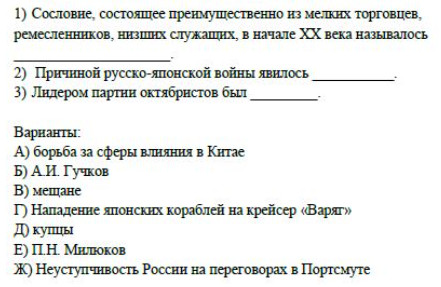 1) Сословие, состоящее преимущественно из мелких торговцев,
ремесленников, низших служащих, в начале XX века называлось
____________________.
2) Причиной русско-японской войны явилось ___________.
3) Лидером партии октябристов был _________.
Варианты:
А) борьба за сферы влияния в Китае
Б) А.И. Гучков
В) мещане
Г) Нападение японских кораблей на крейсер «Варяг»
Д) купцы
Е) П.Н. Милюков
Ж) Неуступчивость России на переговорах в Портсмуте